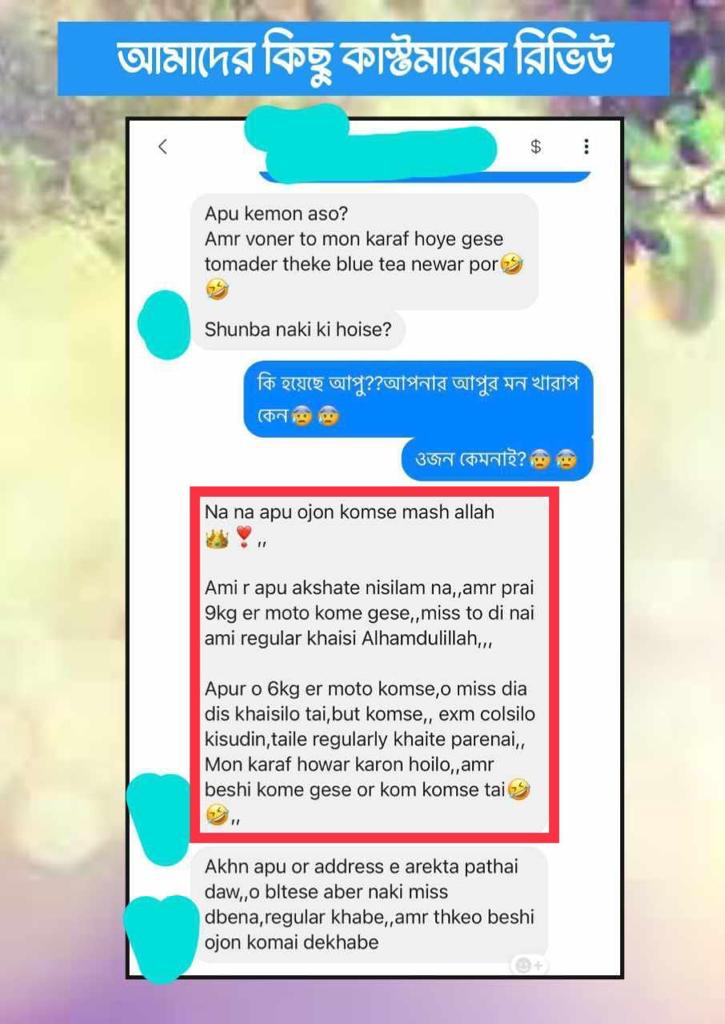 আমাদের কিছু কাস্টমারের রিভিউ
$
Apu kemon aso?
Amr voner to mon karaf hoye gese
tomader theke blue tea newar por🤣
🤣
Shunba naki ki hoise?
কি হয়েছে আপু??আপনার আপুর মন খারাপ
কেন😰😰
ওজন কেমনাই?😰😰
Na na apu ojon komse mash allah
👑❣️,,
Ami r apu akshate nisilam na,,amr prai
9kg er moto kome gese,,miss to di nai
ami regular khaisi Alhamdulillah,,,
Apur o 6kg er moto komse,o miss dia
dis khaisilo tai,but komse,, exm colsilo
kisudin,taile regularly khaite parenai,,
Mon karaf howar karon hoilo,,amr
beshi kome gese or kom komse tai🤣
🤣,,
Akhn apu or address e arekta pathai
daw,,o bltese aber naki miss
dbena,regular khabe,,amr thkeo beshi
ojon komai dekhabe